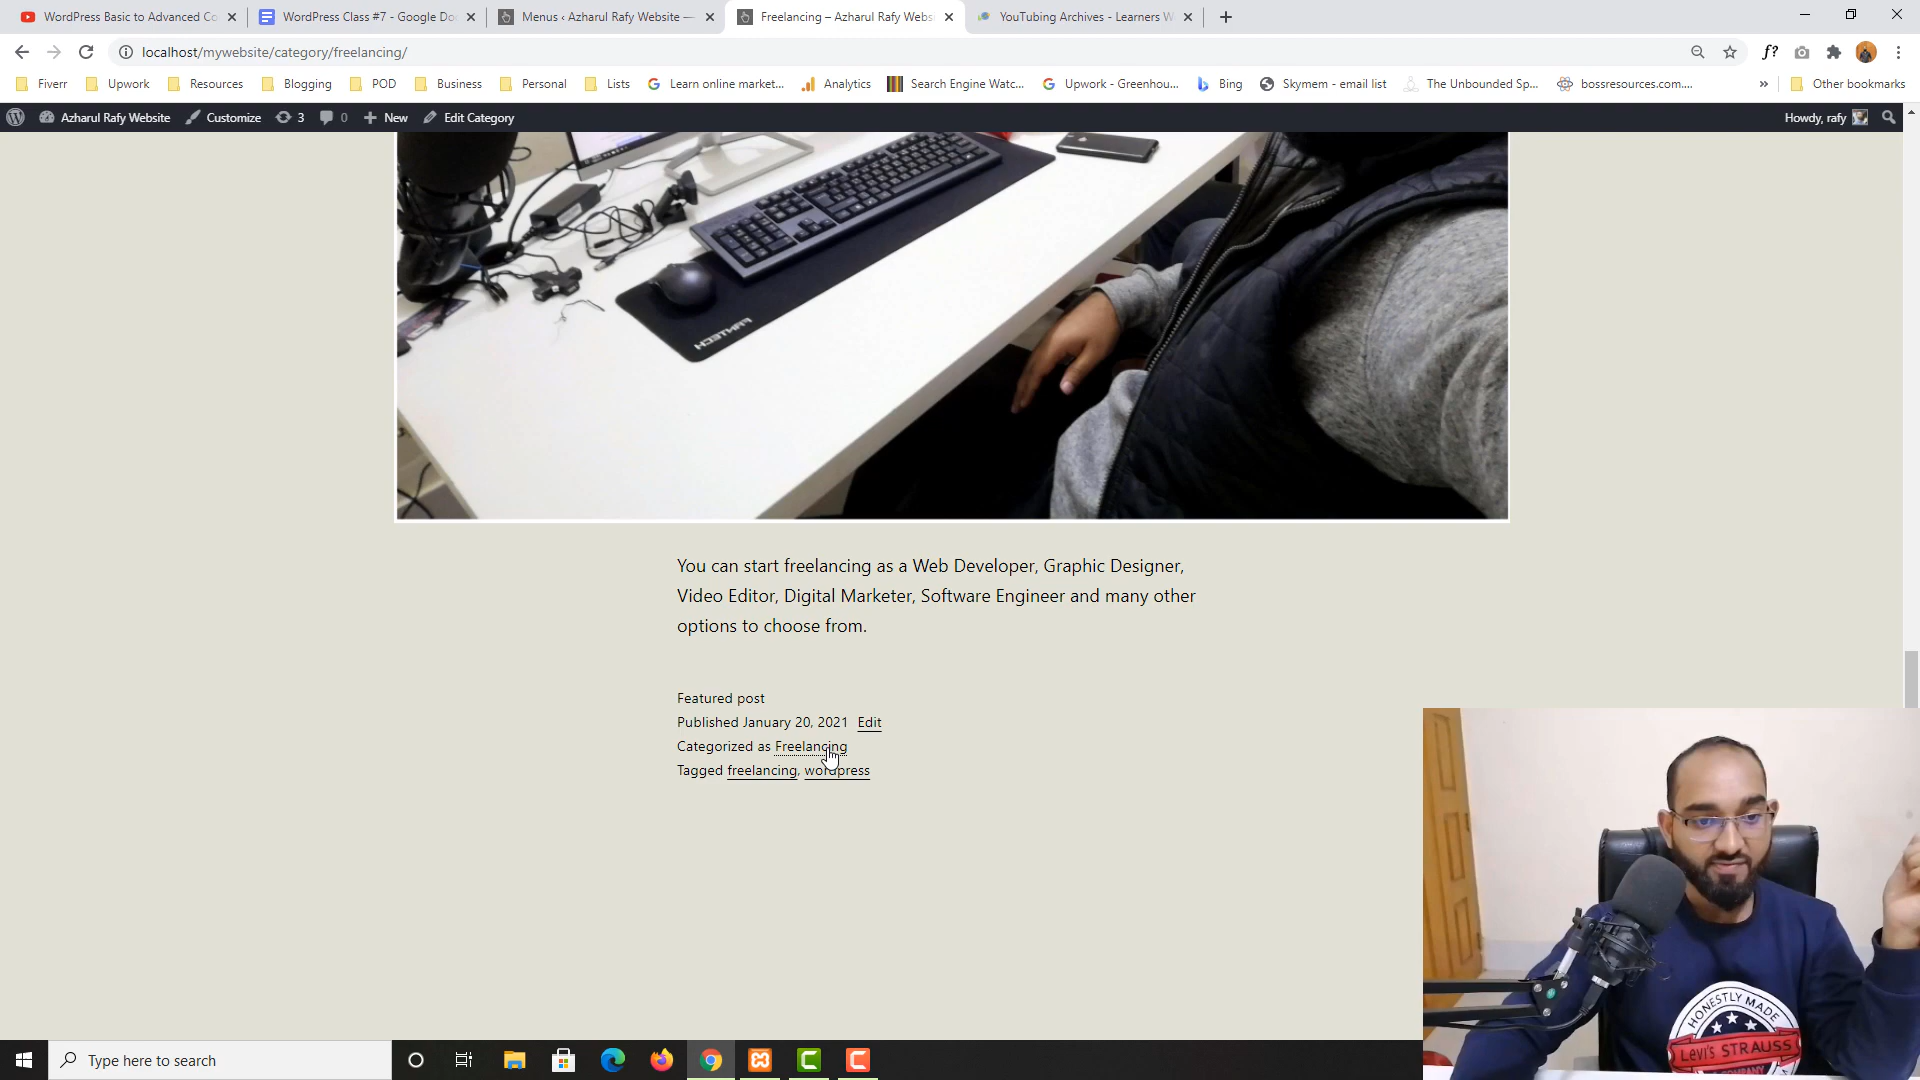 WordPress Basic to Advanced Co
WordPress Class #7 - Google Doc
Menus ‹ Azharul Rafy Website —
Freelancing – Azharul Rafy Websi
YouTubing Archives - Learners W
localhost/mywebsite/category/freelancing/
f?
Fiverr
Upwork
Resources
Blogging
POD
Business
Personal
Lists
Learn online market...
Analytics
Search Engine Watc...
Upwork - Greenhou...
Bing
Skymem - email list
The Unbounded Sp...
bossresources.com....
»
Other bookmarks
Azharul Rafy Website
Customize
3
0
New
Edit Category
Howdy, rafy
FANTECH
You can start freelancing as a Web Developer, Graphic Designer,
Video Editor, Digital Marketer, Software Engineer and many other
options to choose from.
Featured post
Published January 20, 2021 Edit
Categorized as Freelancing
Tagged freelancing, wordpress
HONESTLY MADE
Levi's STRAUSS
Type here to search